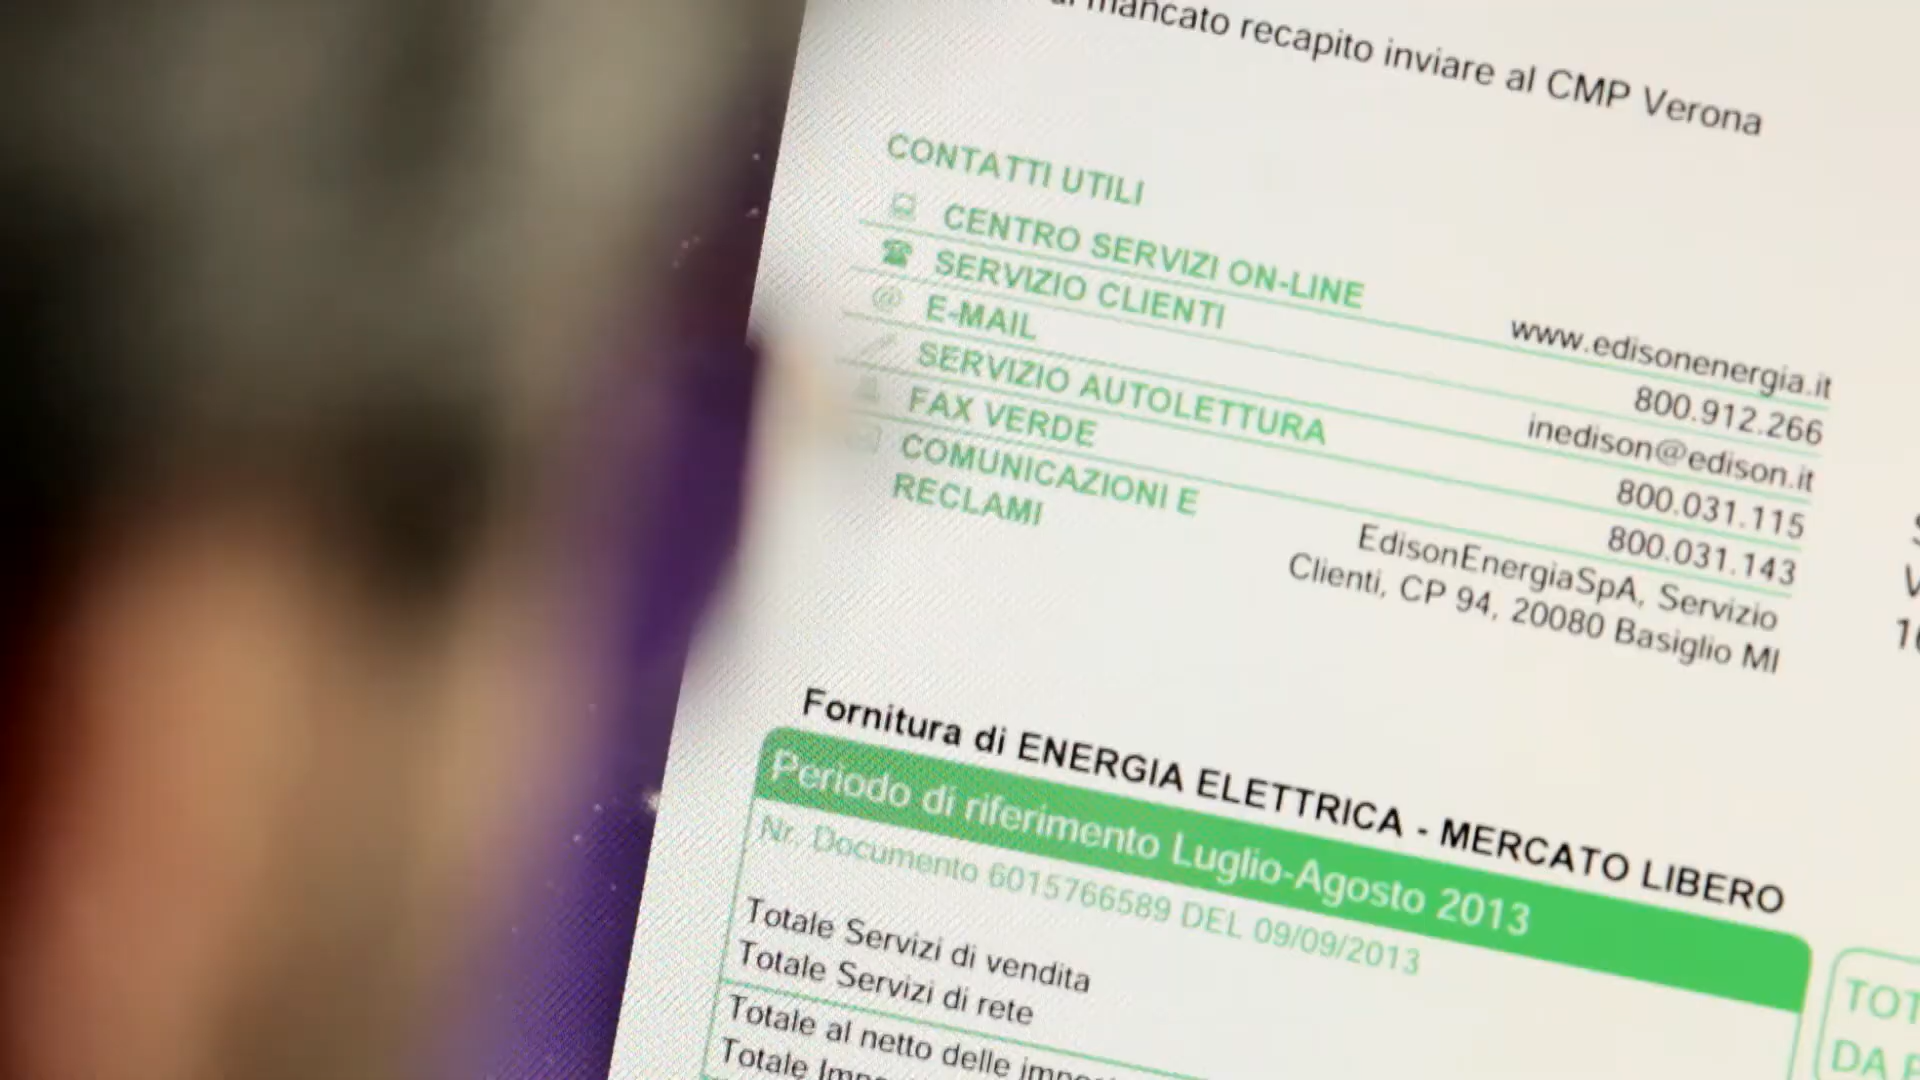 mancato recapito inviare al CMP Verona
CONTATTI UTILI
CENTRO SERVIZI ON-LINE www.edisonenergia.it
SERVIZIO CLIENTI 800.912.266
E-MAIL inedison@edison.it
SERVIZIO AUTOLETTURA 800.031.115
FAX VERDE 800.031.143
COMUNICAZIONI E
RECLAMI
EdisonEnergiaSpA, Servizio
Clienti, CP 94, 20080 Basiglio MI
Fornitura di ENERGIA ELETTRICA - MERCATO LIBERO
Periodo di riferimento Luglio-Agosto 2013
Nr. Documento 6015766589 DEL 09/09/2013
Totale Servizi di vendita
Totale Servizi di rete
Totale al netto delle
Totale
DA